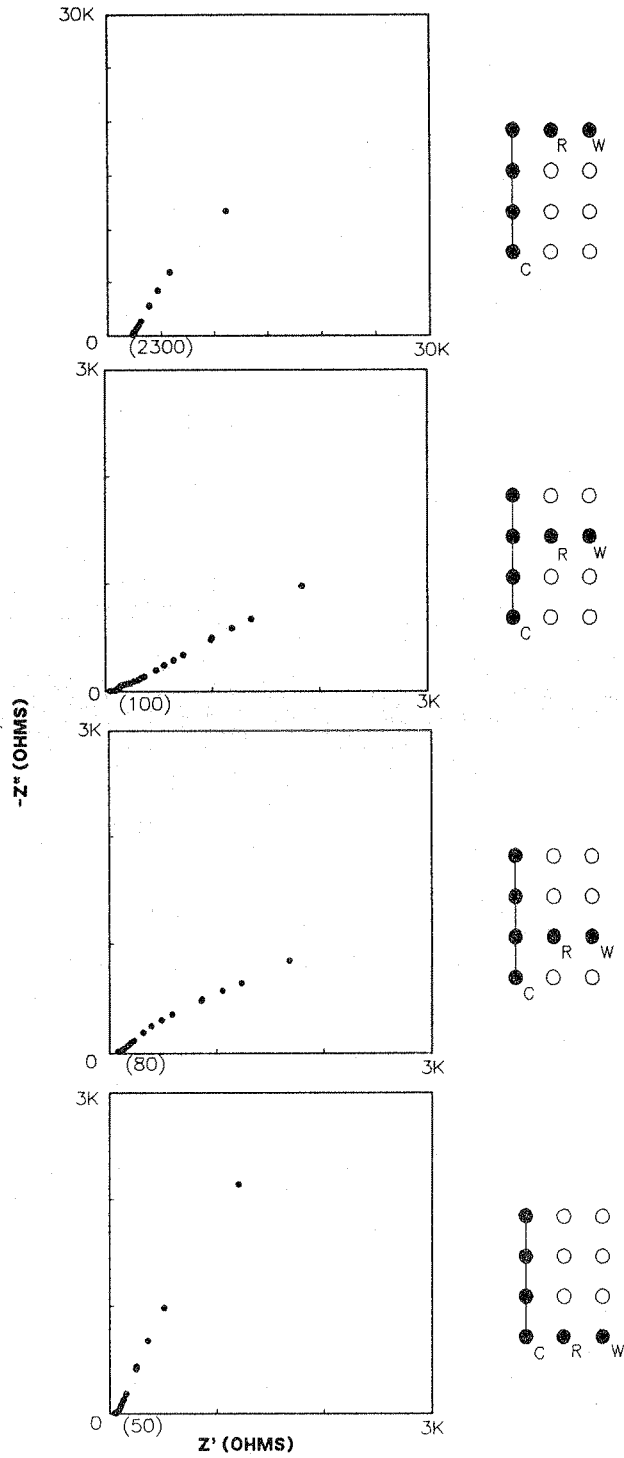 30K
R W
C
0 (2300) 30K
3K
R W
C
0 (100) 3K
3K
R W
C
0 (80) 3K
3K
C R W
0 (50) 3K
-Z" (OHMS)
Z' (OHMS)